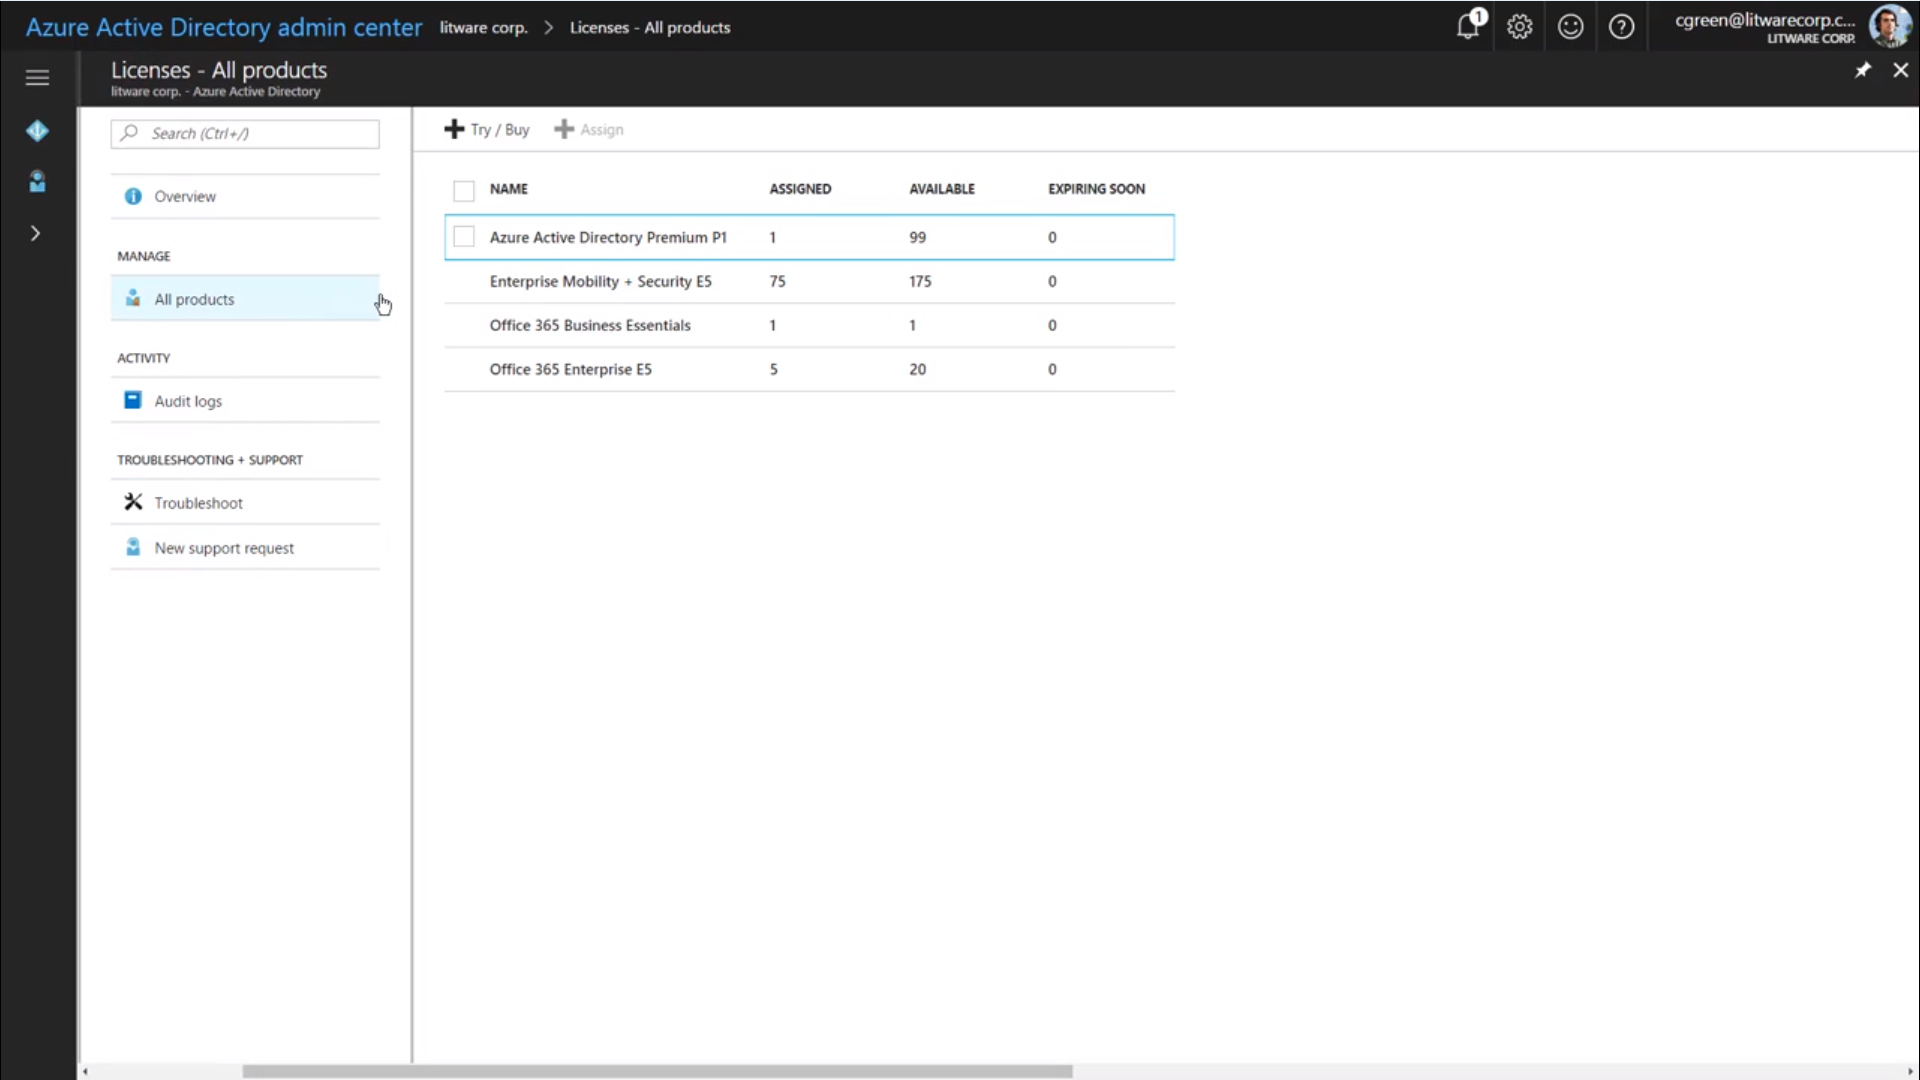 Azure Active Directory admin center litware corp. > Licenses - All products
1
cgreen@litwarecorp.c...
LITWARE CORP.
Licenses - All products
litware corp. - Azure Active Directory
Search (Ctrl+/)
Overview
MANAGE
All products
ACTIVITY
Audit logs
TROUBLESHOOTING + SUPPORT
Troubleshoot
New support request
Try / Buy Assign
NAME ASSIGNED AVAILABLE EXPIRING SOON
Azure Active Directory Premium P1 1 99 0
Enterprise Mobility + Security E5 75 175 0
Office 365 Business Essentials 1 1 0
Office 365 Enterprise E5 5 20 0